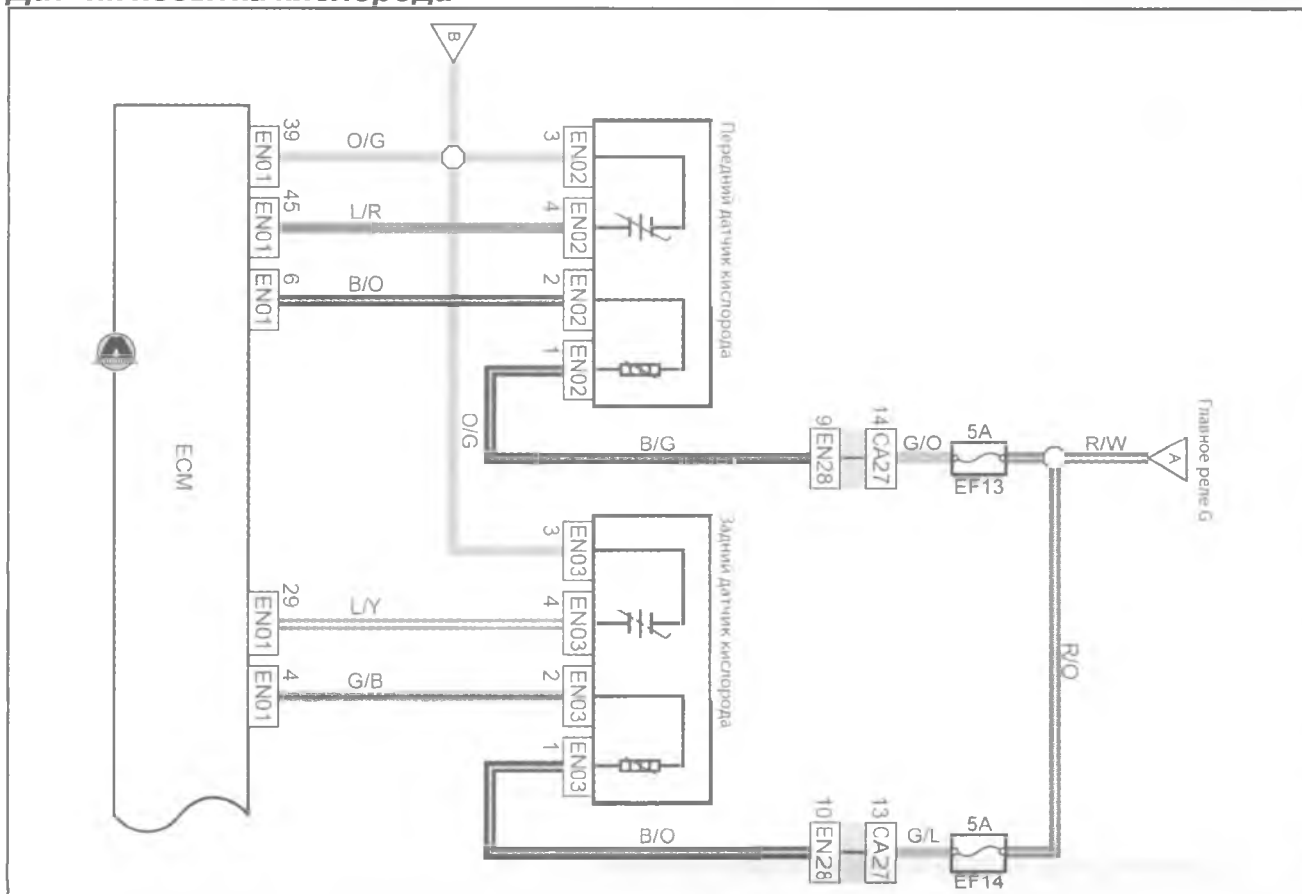 B
39
EN01
O/G
3
EN02
Передний датчик кислорода
45
EN01
L/R
4
EN02
6
EN01
B/O
2
EN02
1
EN02
O/G
B/G
9
EN28
14
CA27
G/O
5A
EF13
R/W
A
Главное реле G
ECM
3
EN03
Задний датчик кислорода
29
EN01
L/Y
4
EN03
4
EN01
G/B
2
EN03
1
EN03
R/O
B/O
10
EN28
13
CA27
G/L
5A
EF14